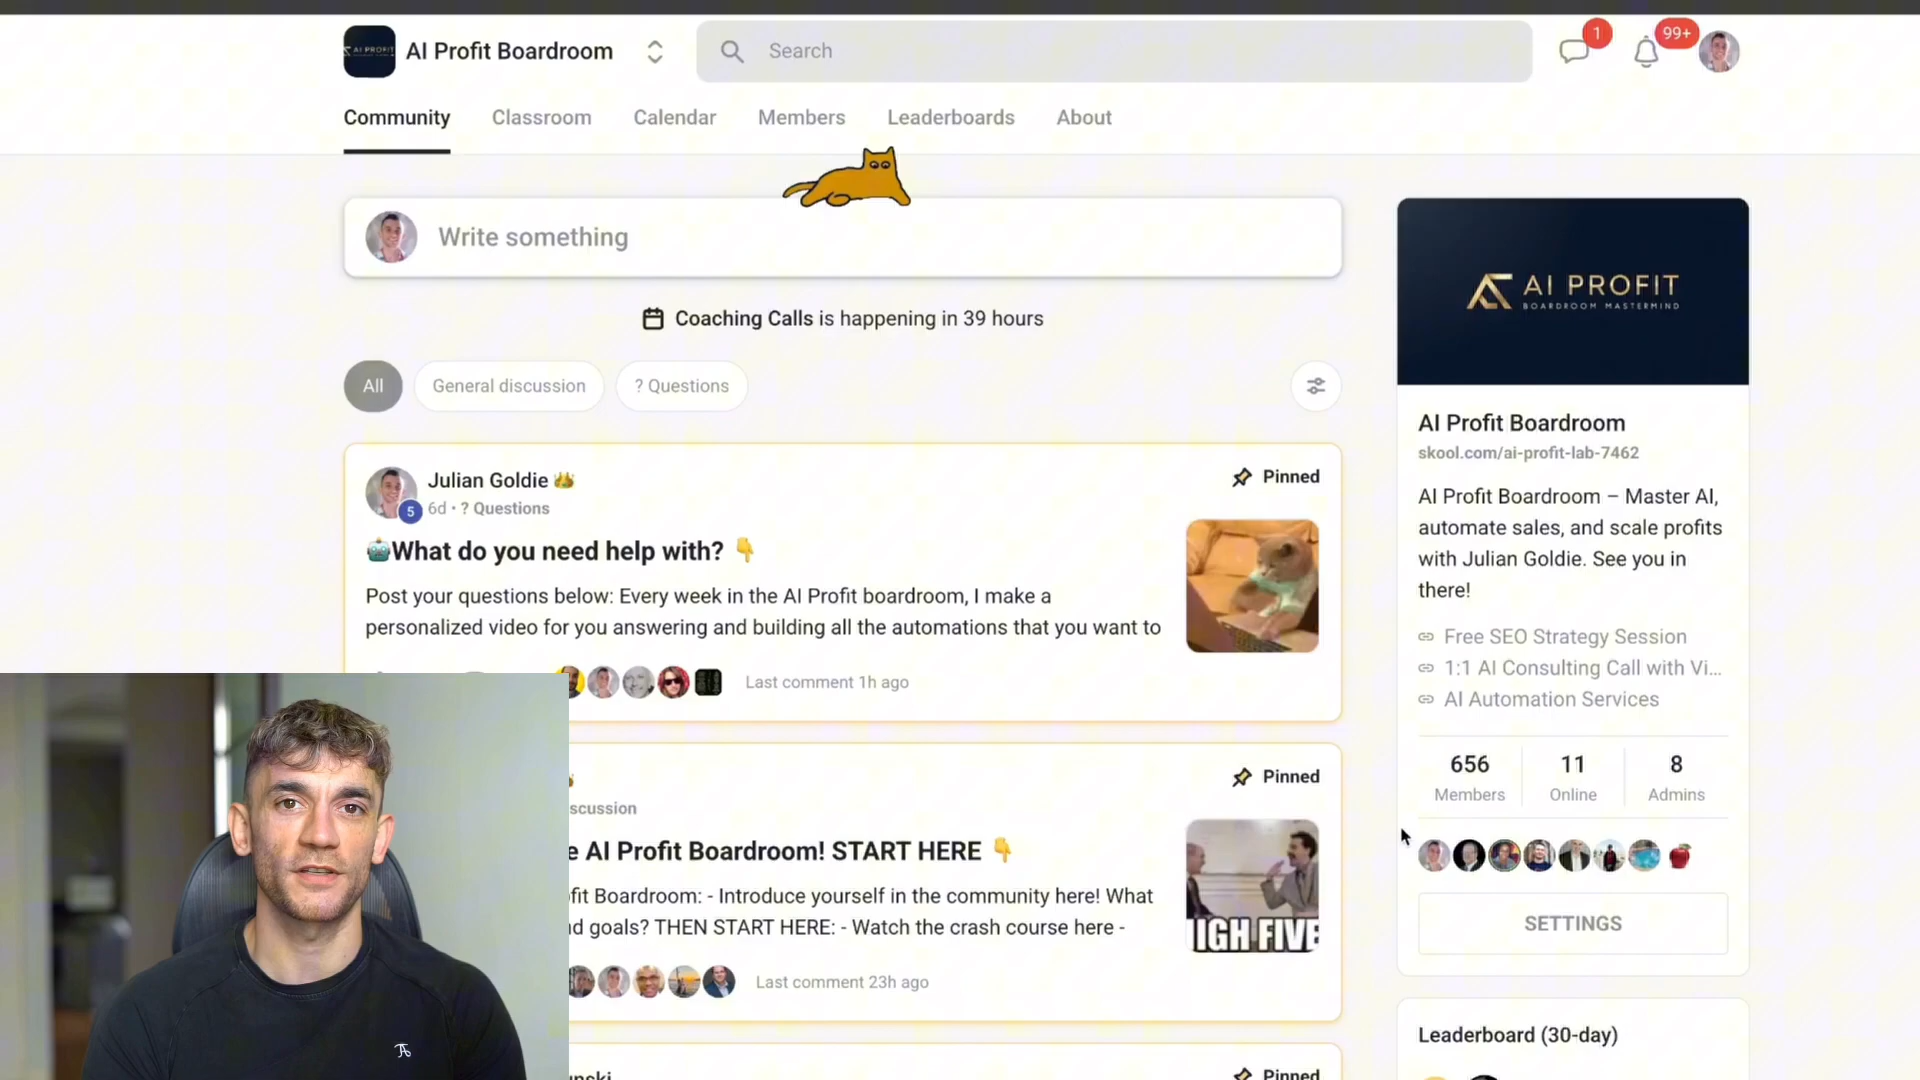 AI PROFIT
AI Profit Boardroom
Search
1
99+
Community
Classroom
Calendar
Members
Leaderboards
About
Write something
Coaching Calls is happening in 39 hours
All
General discussion
? Questions
Julian Goldie
5
6d • ? Questions
Pinned
What do you need help with?
Post your questions below: Every week in the AI Profit boardroom, I make a
personalized video for you answering and building all the automations that you want to
Last comment 1h ago
Pinned
scussion
e AI Profit Boardroom! START HERE
fit Boardroom: - Introduce yourself in the community here! What
d goals? THEN START HERE: - Watch the crash course here -
HIGH FIVE
Last comment 23h ago
nski
Pinned
AI PROFIT
BOARDROOM MASTERMIND
AI Profit Boardroom
skool.com/ai-profit-lab-7462
AI Profit Boardroom – Master AI,
automate sales, and scale profits
with Julian Goldie. See you in
there!
Free SEO Strategy Session
1:1 AI Consulting Call with Vi...
AI Automation Services
656
Members
11
Online
8
Admins
SETTINGS
Leaderboard (30-day)